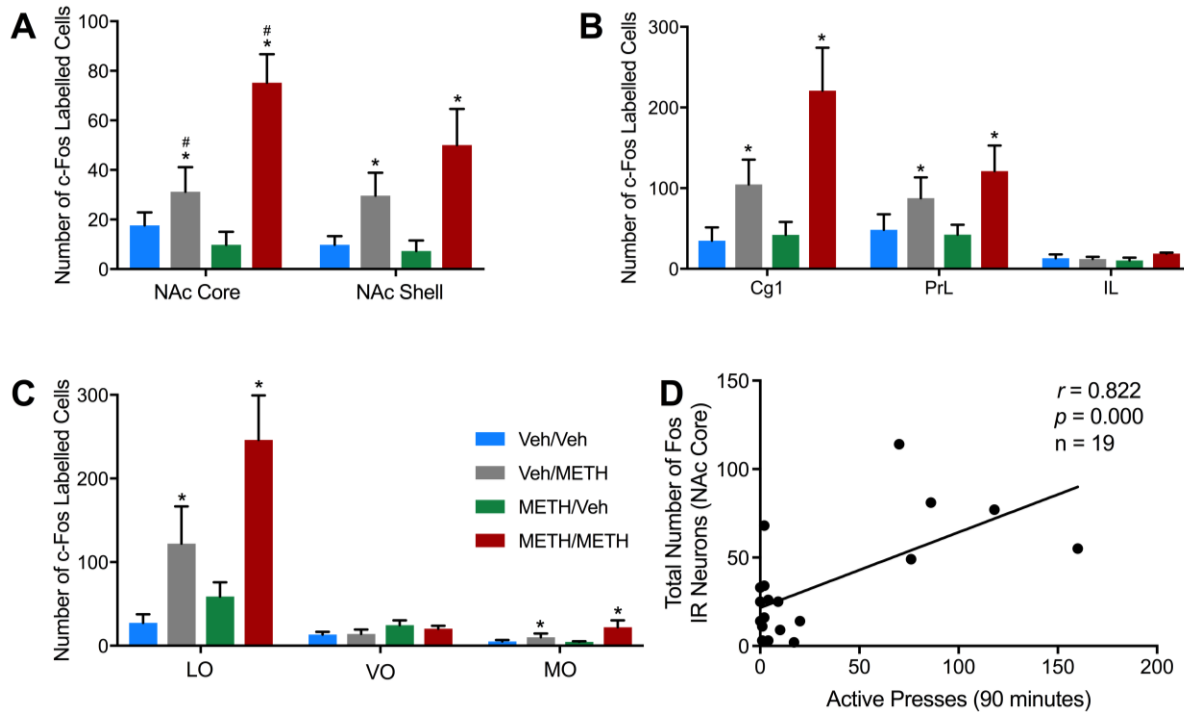 A
Number of c-Fos Labelled Cells
100
80
60
40
20
0
#
*
#
*
*
*
NAc Core
NAc Shell
B
Number of c-Fos Labelled Cells
300
200
100
0
*
*
*
*
Cg1
PrL
IL
C
Number of c-Fos Labelled Cells
300
200
100
0
*
*
*
*
LO
VO
MO
Veh/Veh
Veh/METH
METH/Veh
METH/METH
D
Total Number of Fos
IR Neurons (NAc Core)
150
100
50
0
r = 0.822
p = 0.000
n = 19
0
50
100
150
200
Active Presses (90 minutes)